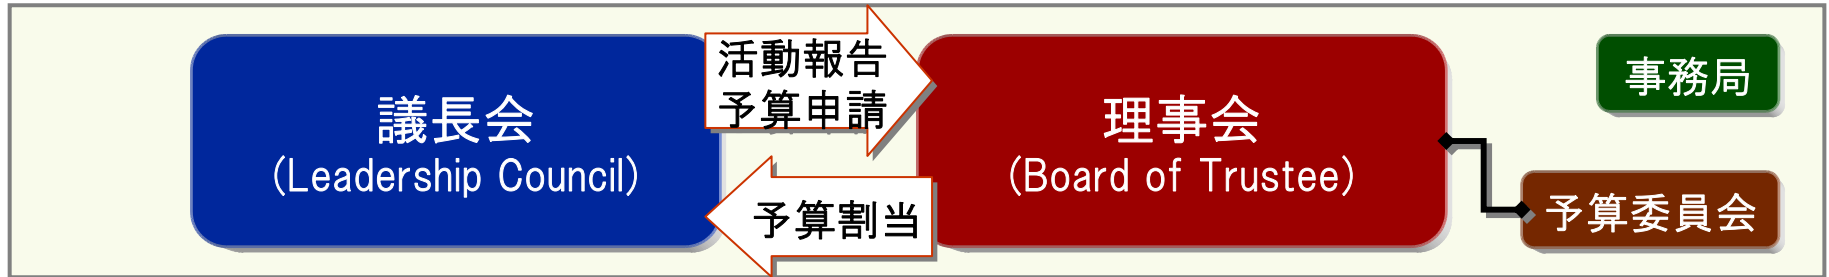 議長会
(Leadership Council)
活動報告
予算申請
予算割当
理事会
(Board of Trustee)
事務局
予算委員会